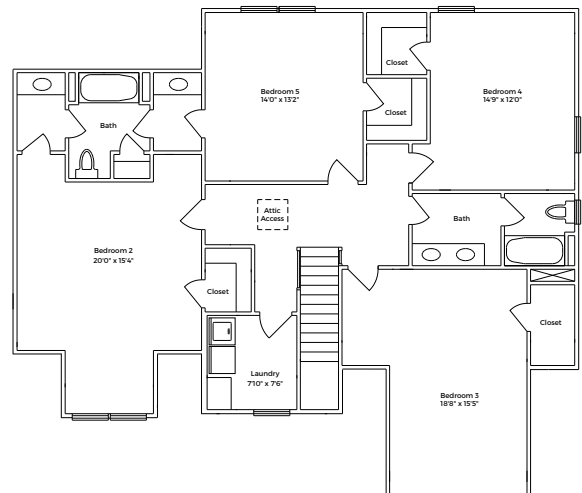 Closet
Bedroom 5
14'0" x 13'2"
Bedroom 4
14'9" x 12'0"
Closet
Bath
Attic
Access
Bath
Bedroom 2
20'0" x 15'4"
Closet
Closet
Laundry
7'10" x 7'6"
Bedroom 3
18'8" x 15'5"